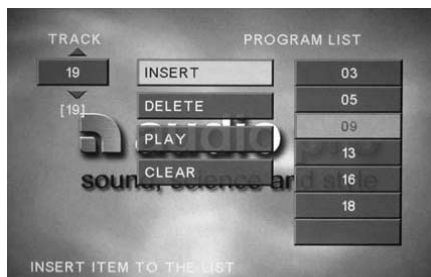 TRACK
PROGRAM LIST
19
[19]
INSERT
DELETE
PLAY
CLEAR
03
05
09
13
16
18
audio
sound, science and
INSERT ITEM TO THE LIST